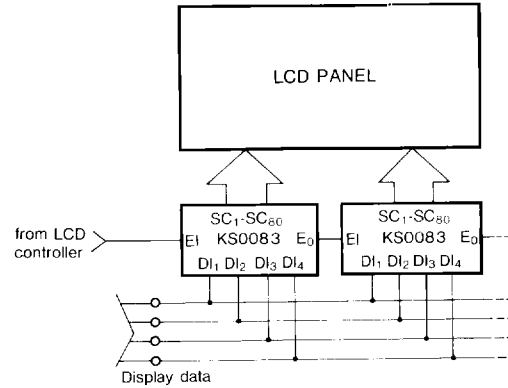 LCD PANEL
from LCD
controller
SC₁-SC₈₀
KS0083
EI
E₀
DI₁ DI₂ DI₃ DI₄
SC₁-SC₈₀
KS0083
EI
E₀
DI₁ DI₂ DI₃ DI₄
Display data